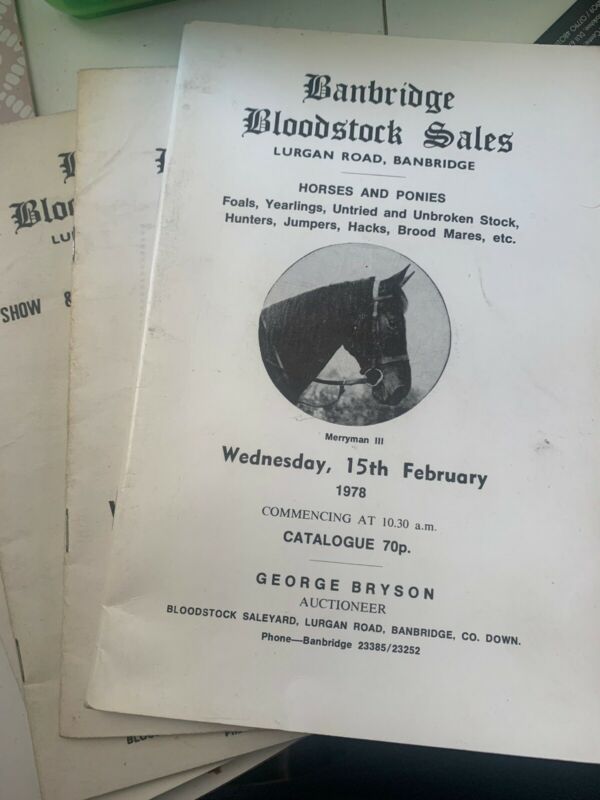 Banbridge
Bloodstock Sales
LURGAN ROAD, BANBRIDGE
HORSES AND PONIES
Foals, Yearlings, Untried and Unbroken Stock,
Hunters, Jumpers, Hacks, Brood Mares, etc.
Merryman III
Wednesday, 15th February
1978
COMMENCING AT 10.30 a.m.
CATALOGUE 70p.
GEORGE BRYSON
AUCTIONEER
BLOODSTOCK SALEYARD, LURGAN ROAD, BANBRIDGE, CO. DOWN.
Phone—Banbridge 23385/23252
SHOW &